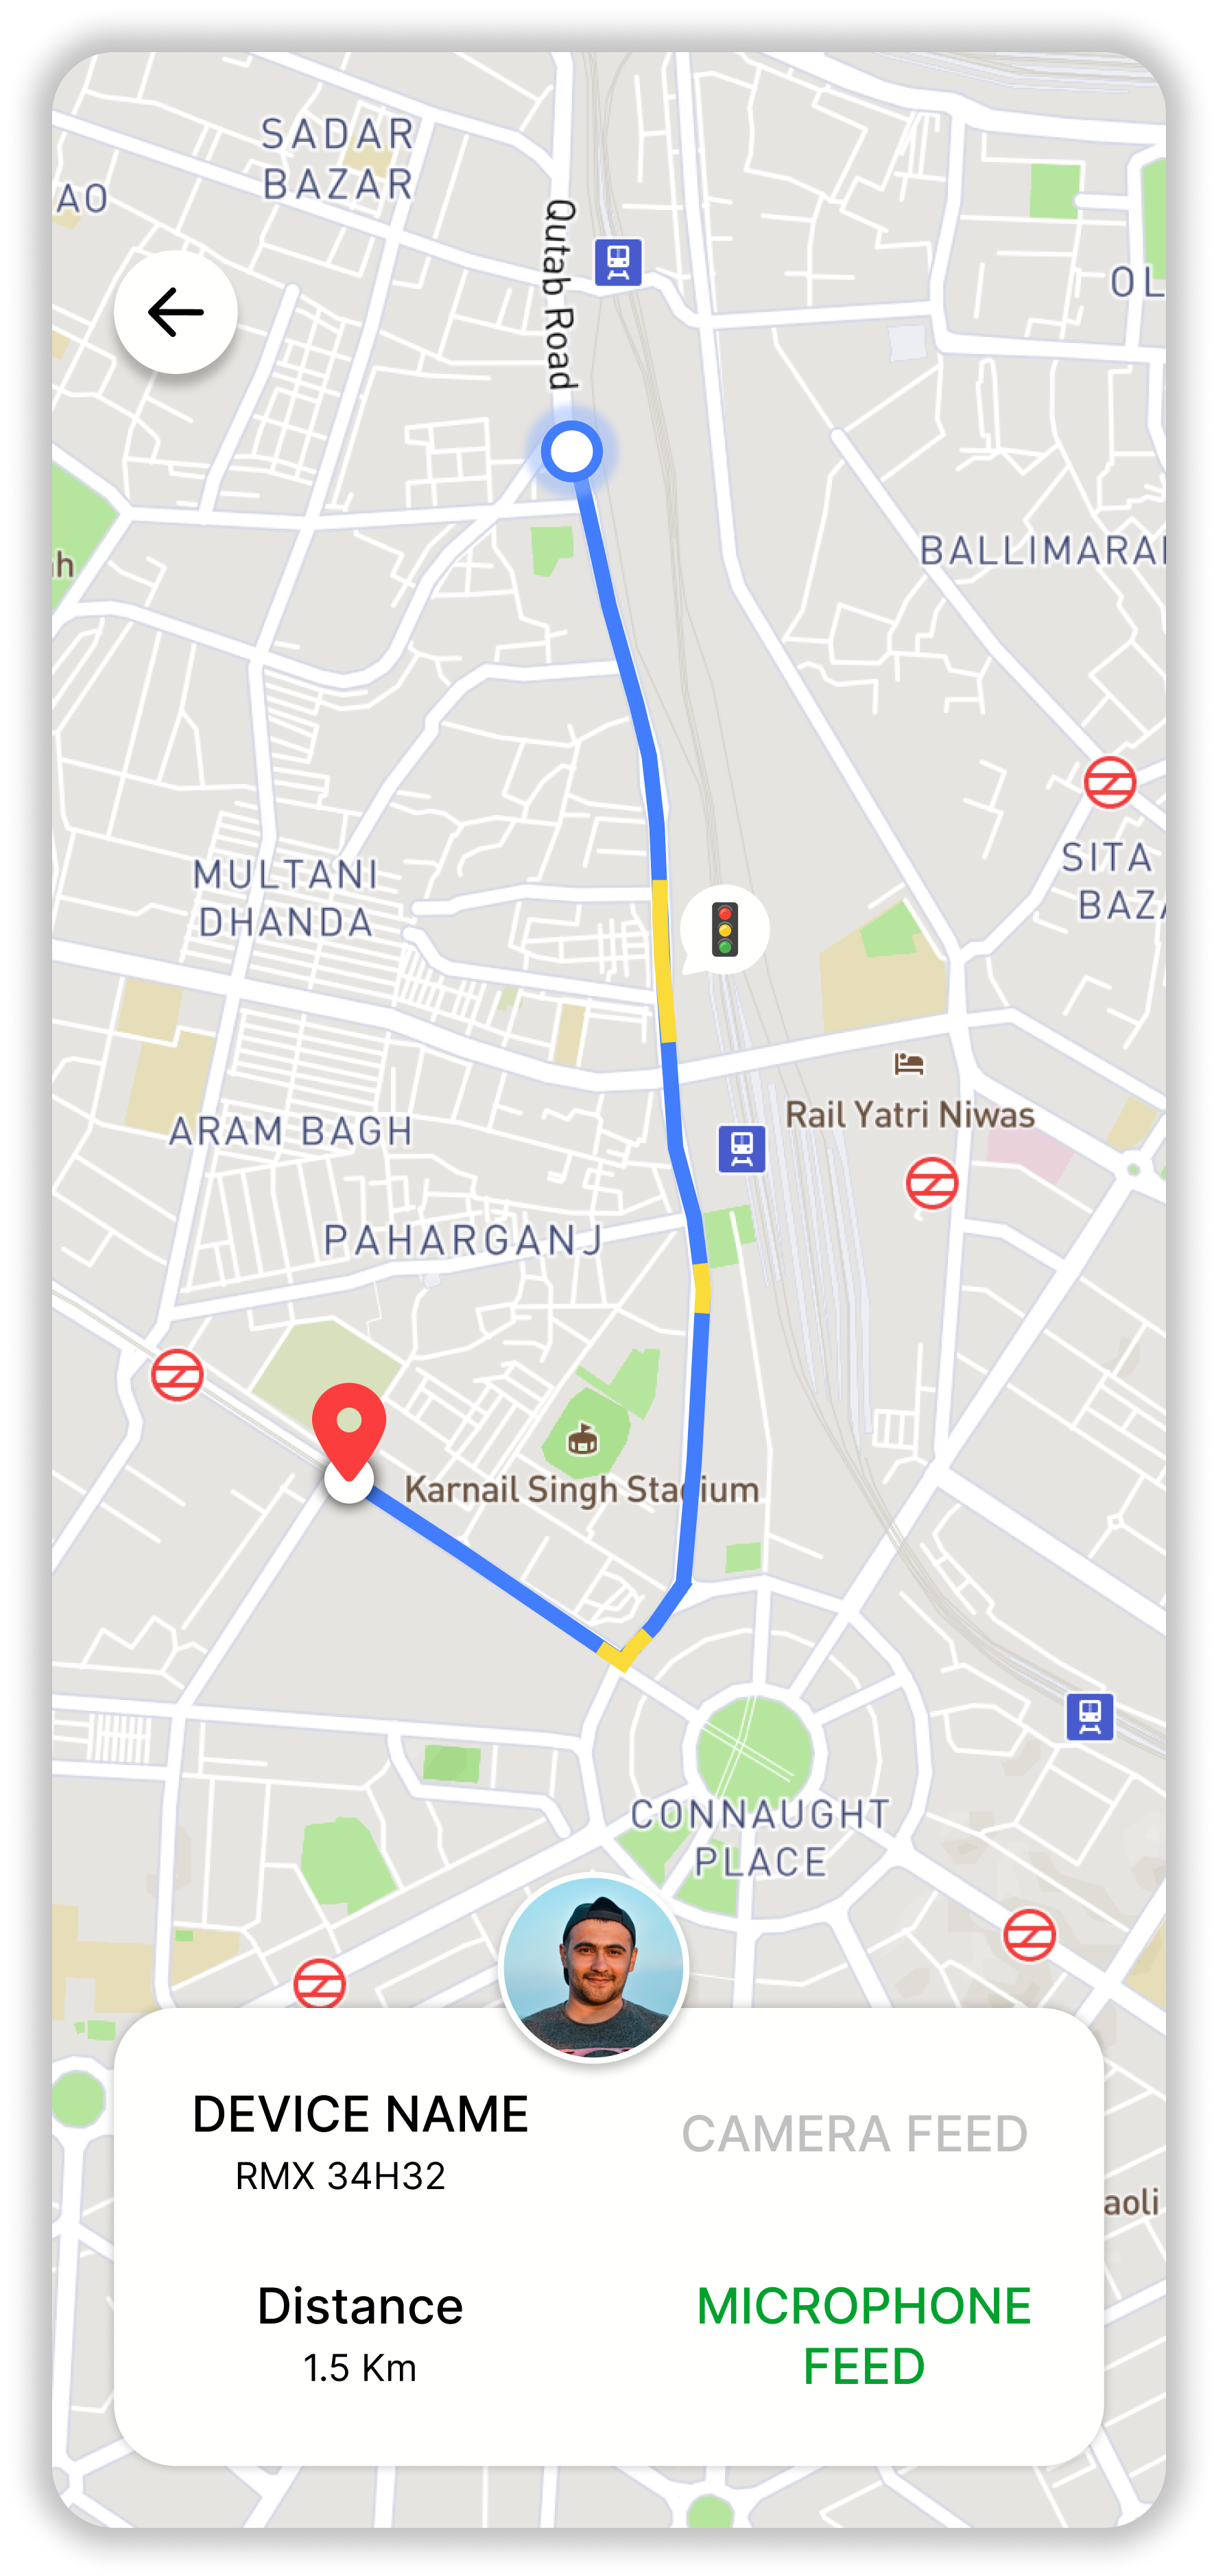 SADAR
BAZAR
AO
Qutab Road
OL
BALLIMARA
h
MULTANI
DHANDA
SITA
BAZA
Rail Yatri Niwas
ARAM BAGH
PAHARGANJ
Karnail Singh Stadium
CONNAUGHT
PLACE
DEVICE NAME
RMX 34H32
CAMERA FEED
aoli
Distance
1.5 Km
MICROPHONE
FEED